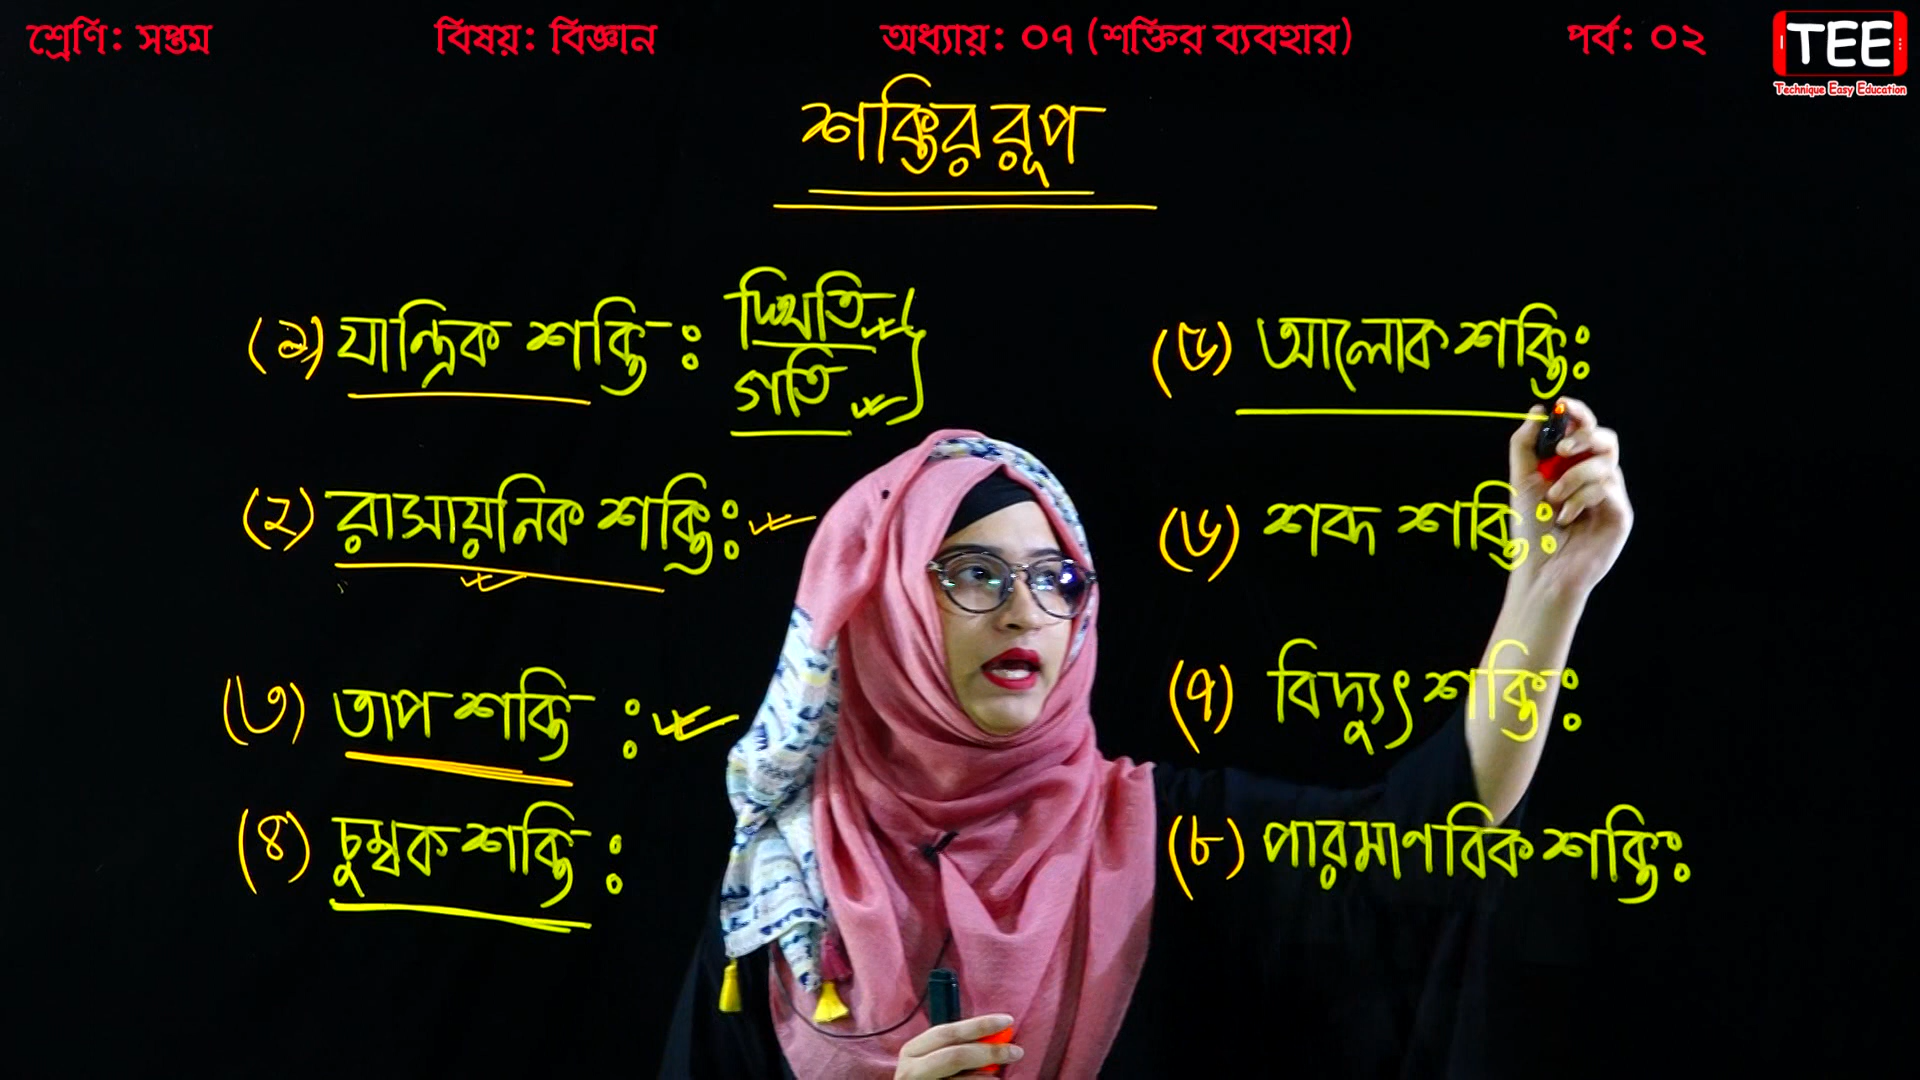 শ্রেণি: সপ্তম
বিষয়: বিজ্ঞান
অধ্যায়: ০৭ (শক্তির ব্যবহার)
পর্ব: ০২
TEE
Technique Easy Education
শক্তির রূপ
(১) যান্ত্রিক শক্তি :
স্থিতি
গতি
(২) রাসায়নিক শক্তি:
(৩) তাপ শক্তি :
(৪) চুম্বক শক্তি :
(৫) আলোক শক্তি:
(৬) শব্দ শক্তি:
(৭) বিদ্যুৎ শক্তি:
(৮) পারমাণবিক শক্তি: